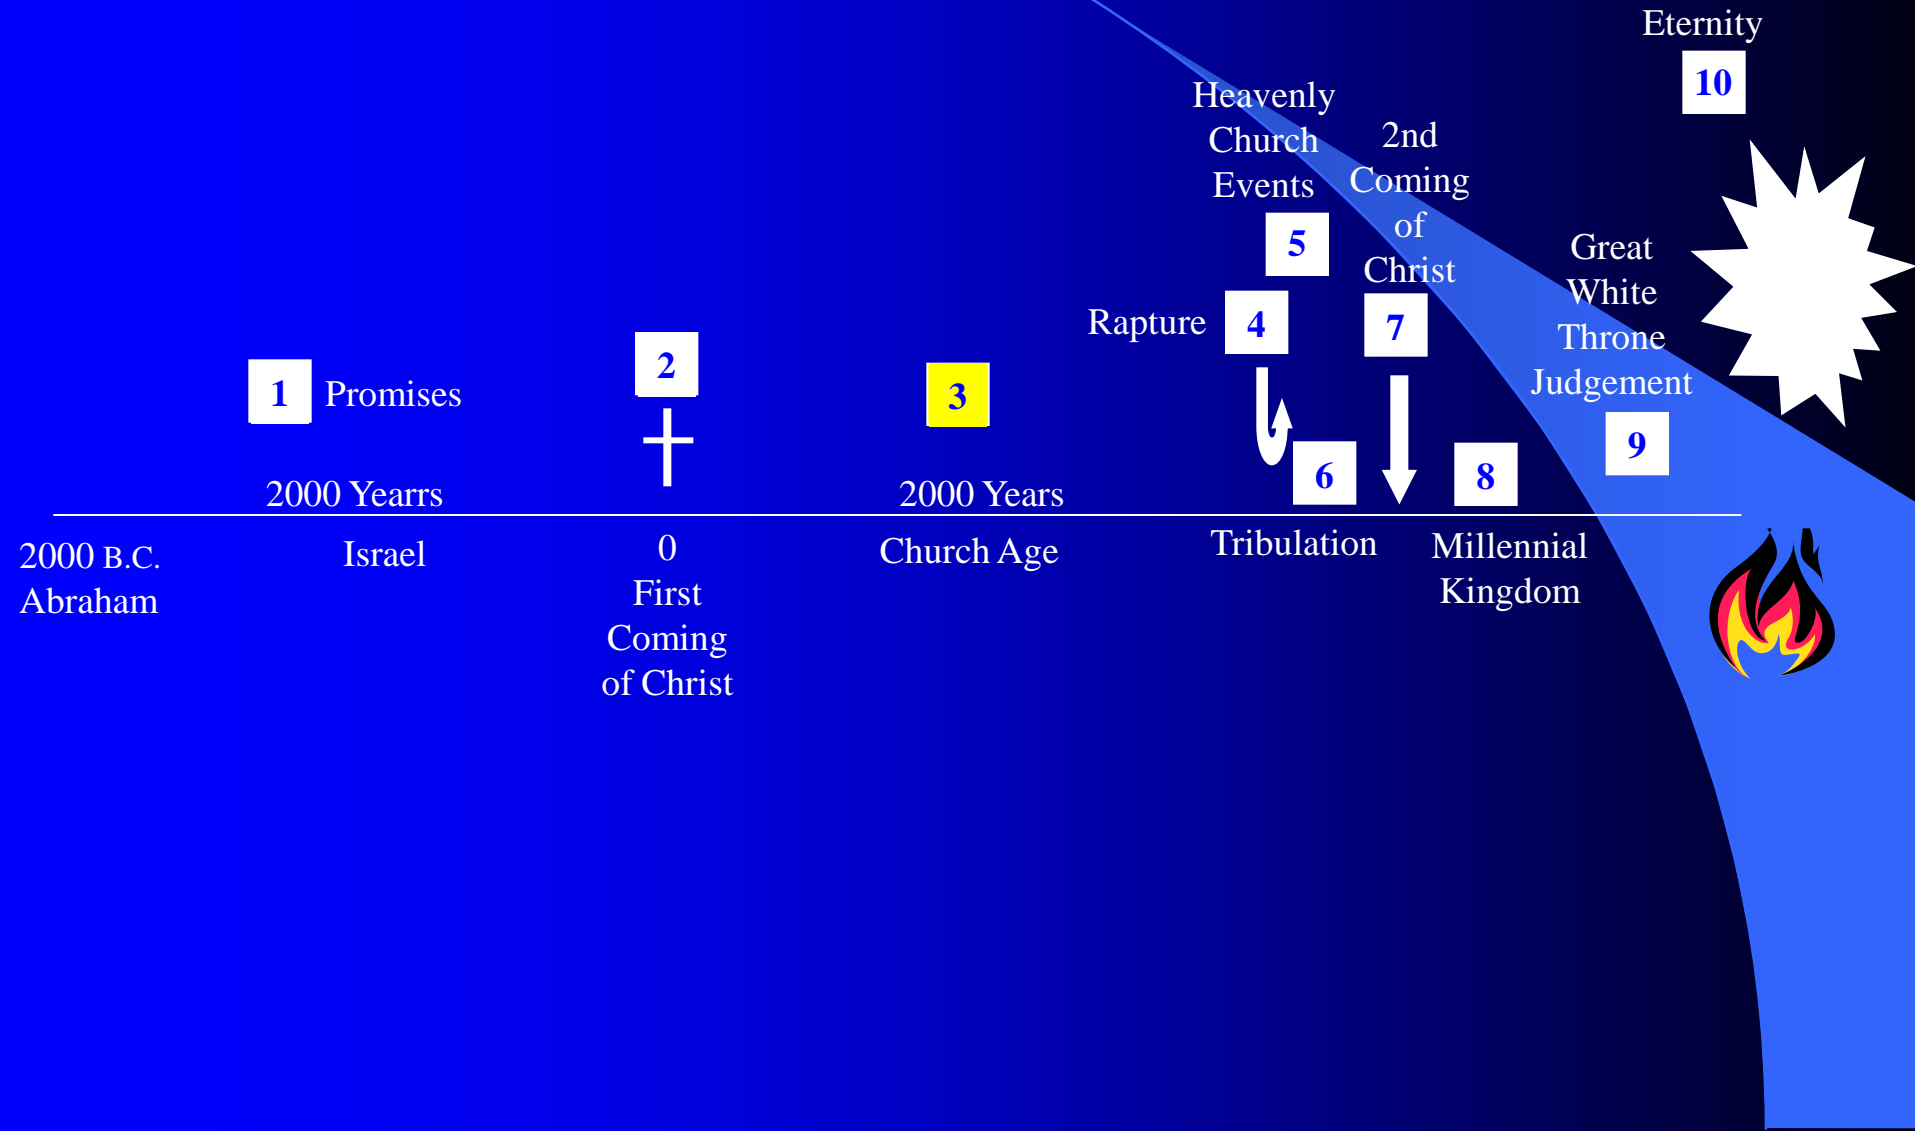 Eternity
10
Heavenly
Church
Events
5
2nd
Coming
of
Christ
7
Great
White
Throne
Judgement
9
Rapture
4
1 Promises
2
3
6
8
2000 Yearrs
2000 Years
2000 B.C.
Abraham
Israel
0
First
Coming
of Christ
Church Age
Tribulation
Millennial
Kingdom